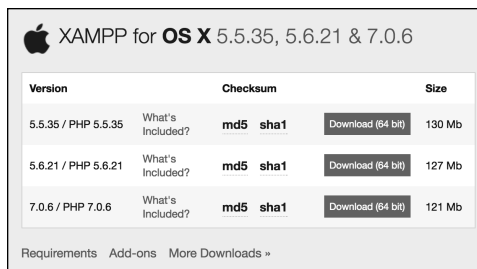 XAMPP for OS X 5.5.35, 5.6.21 & 7.0.6
Version Checksum Size
5.5.35 / PHP 5.5.35 What's Included? md5 sha1 Download (64 bit) 130 Mb
5.6.21 / PHP 5.6.21 What's Included? md5 sha1 Download (64 bit) 127 Mb
7.0.6 / PHP 7.0.6 What's Included? md5 sha1 Download (64 bit) 121 Mb
Requirements Add-ons More Downloads »